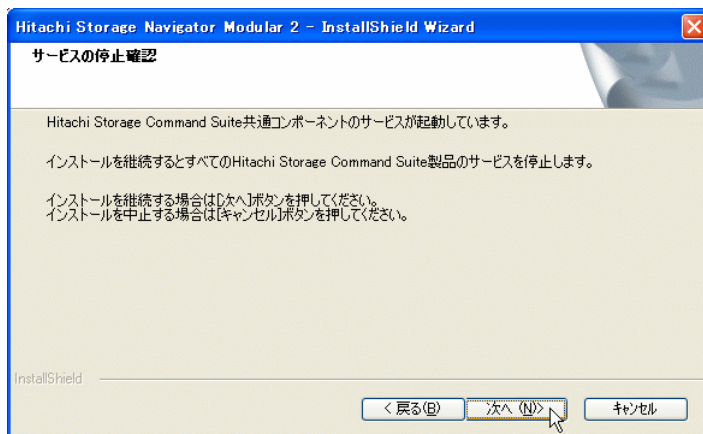 Hitachi Storage Navigator Modular 2 - InstallShield Wizard
サービスの停止確認
Hitachi Storage Command Suite共通コンポーネントのサービスが起動しています。
インストールを継続するとすべてのHitachi Storage Command Suite製品のサービスを停止します。
インストールを継続する場合は[次へ]ボタンを押してください。
インストールを中止する場合は[キャンセル]ボタンを押してください。
InstallShield
< 戻る(B) 次へ (N)> キャンセル